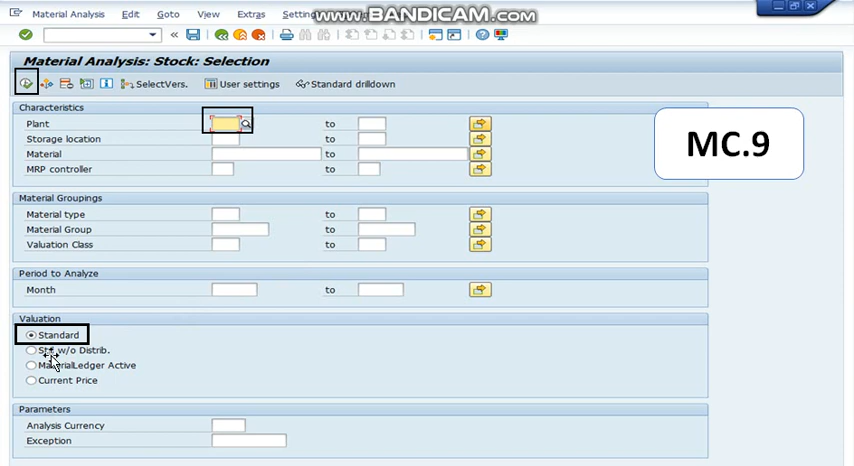 Material Analysis Edit Goto View Extras Settin
www.BANDICAM.com
Material Analysis: Stock: Selection
SelectVers. User settings Standard drilldown
Characteristics
Plant to
Storage location to
Material to
MRP controller to
MC.9
Material Groupings
Material type to
Material Group to
Valuation Class to
Period to Analyze
Month to
Valuation
Standard
w/o Distrib.
MaterialLedger Active
Current Price
Parameters
Analysis Currency
Exception